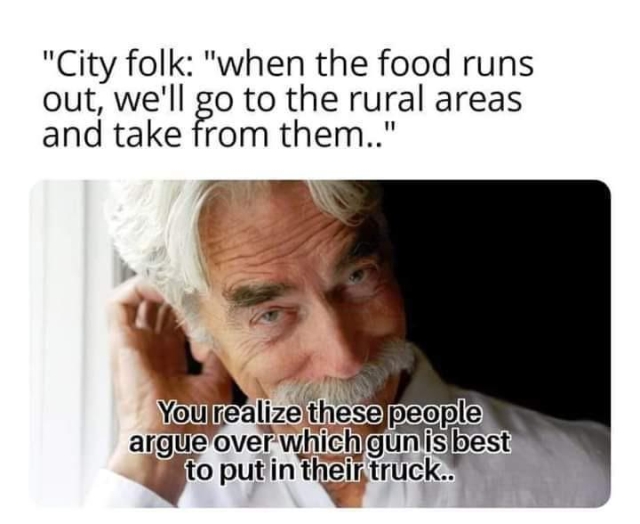 "City folk: "when the food runs
out, we'll go to the rural areas
and take from them.."
You realize these people
argue over which gun is best
to put in their truck..